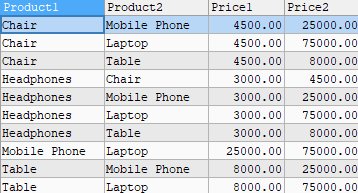 Product1 Product2 Price1 Price2
Chair Mobile Phone 4500.00 25000.00
Chair Laptop 4500.00 75000.00
Chair Table 4500.00 8000.00
Headphones Chair 3000.00 4500.00
Headphones Mobile Phone 3000.00 25000.00
Headphones Laptop 3000.00 75000.00
Headphones Table 3000.00 8000.00
Mobile Phone Laptop 25000.00 75000.00
Table Mobile Phone 8000.00 25000.00
Table Laptop 8000.00 75000.00